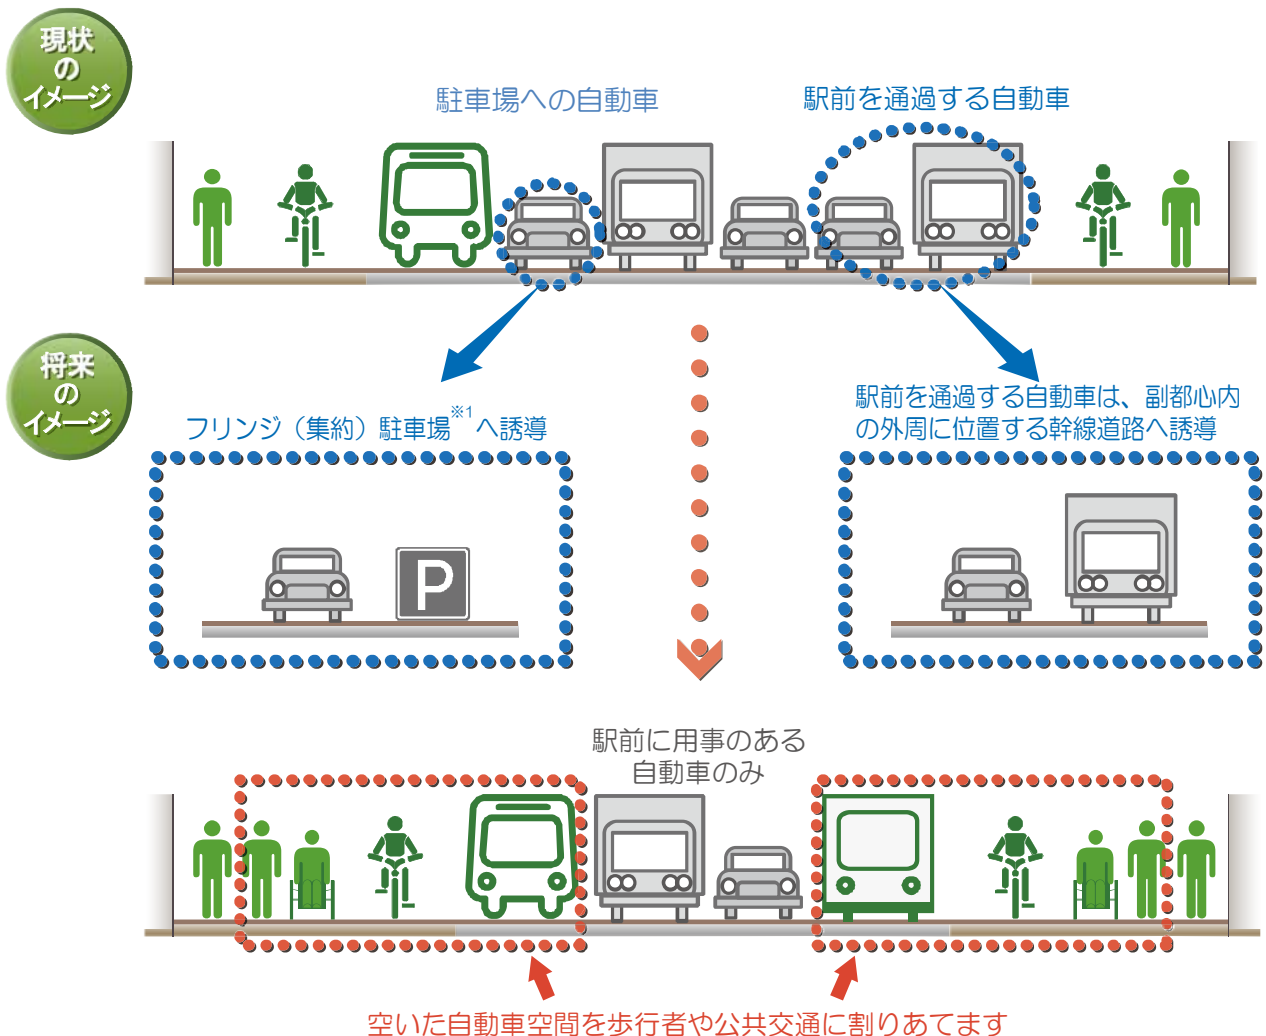 現状
の
イメージ
駐車場への自動車
駅前を通過する自動車
将来
の
イメージ
フリンジ（集約）駐車場※1へ誘導
駅前を通過する自動車は、副都心内
の外周に位置する幹線道路へ誘導
P
駅前に用事のある
自動車のみ
空いた自動車空間を歩行者や公共交通に割りあてます